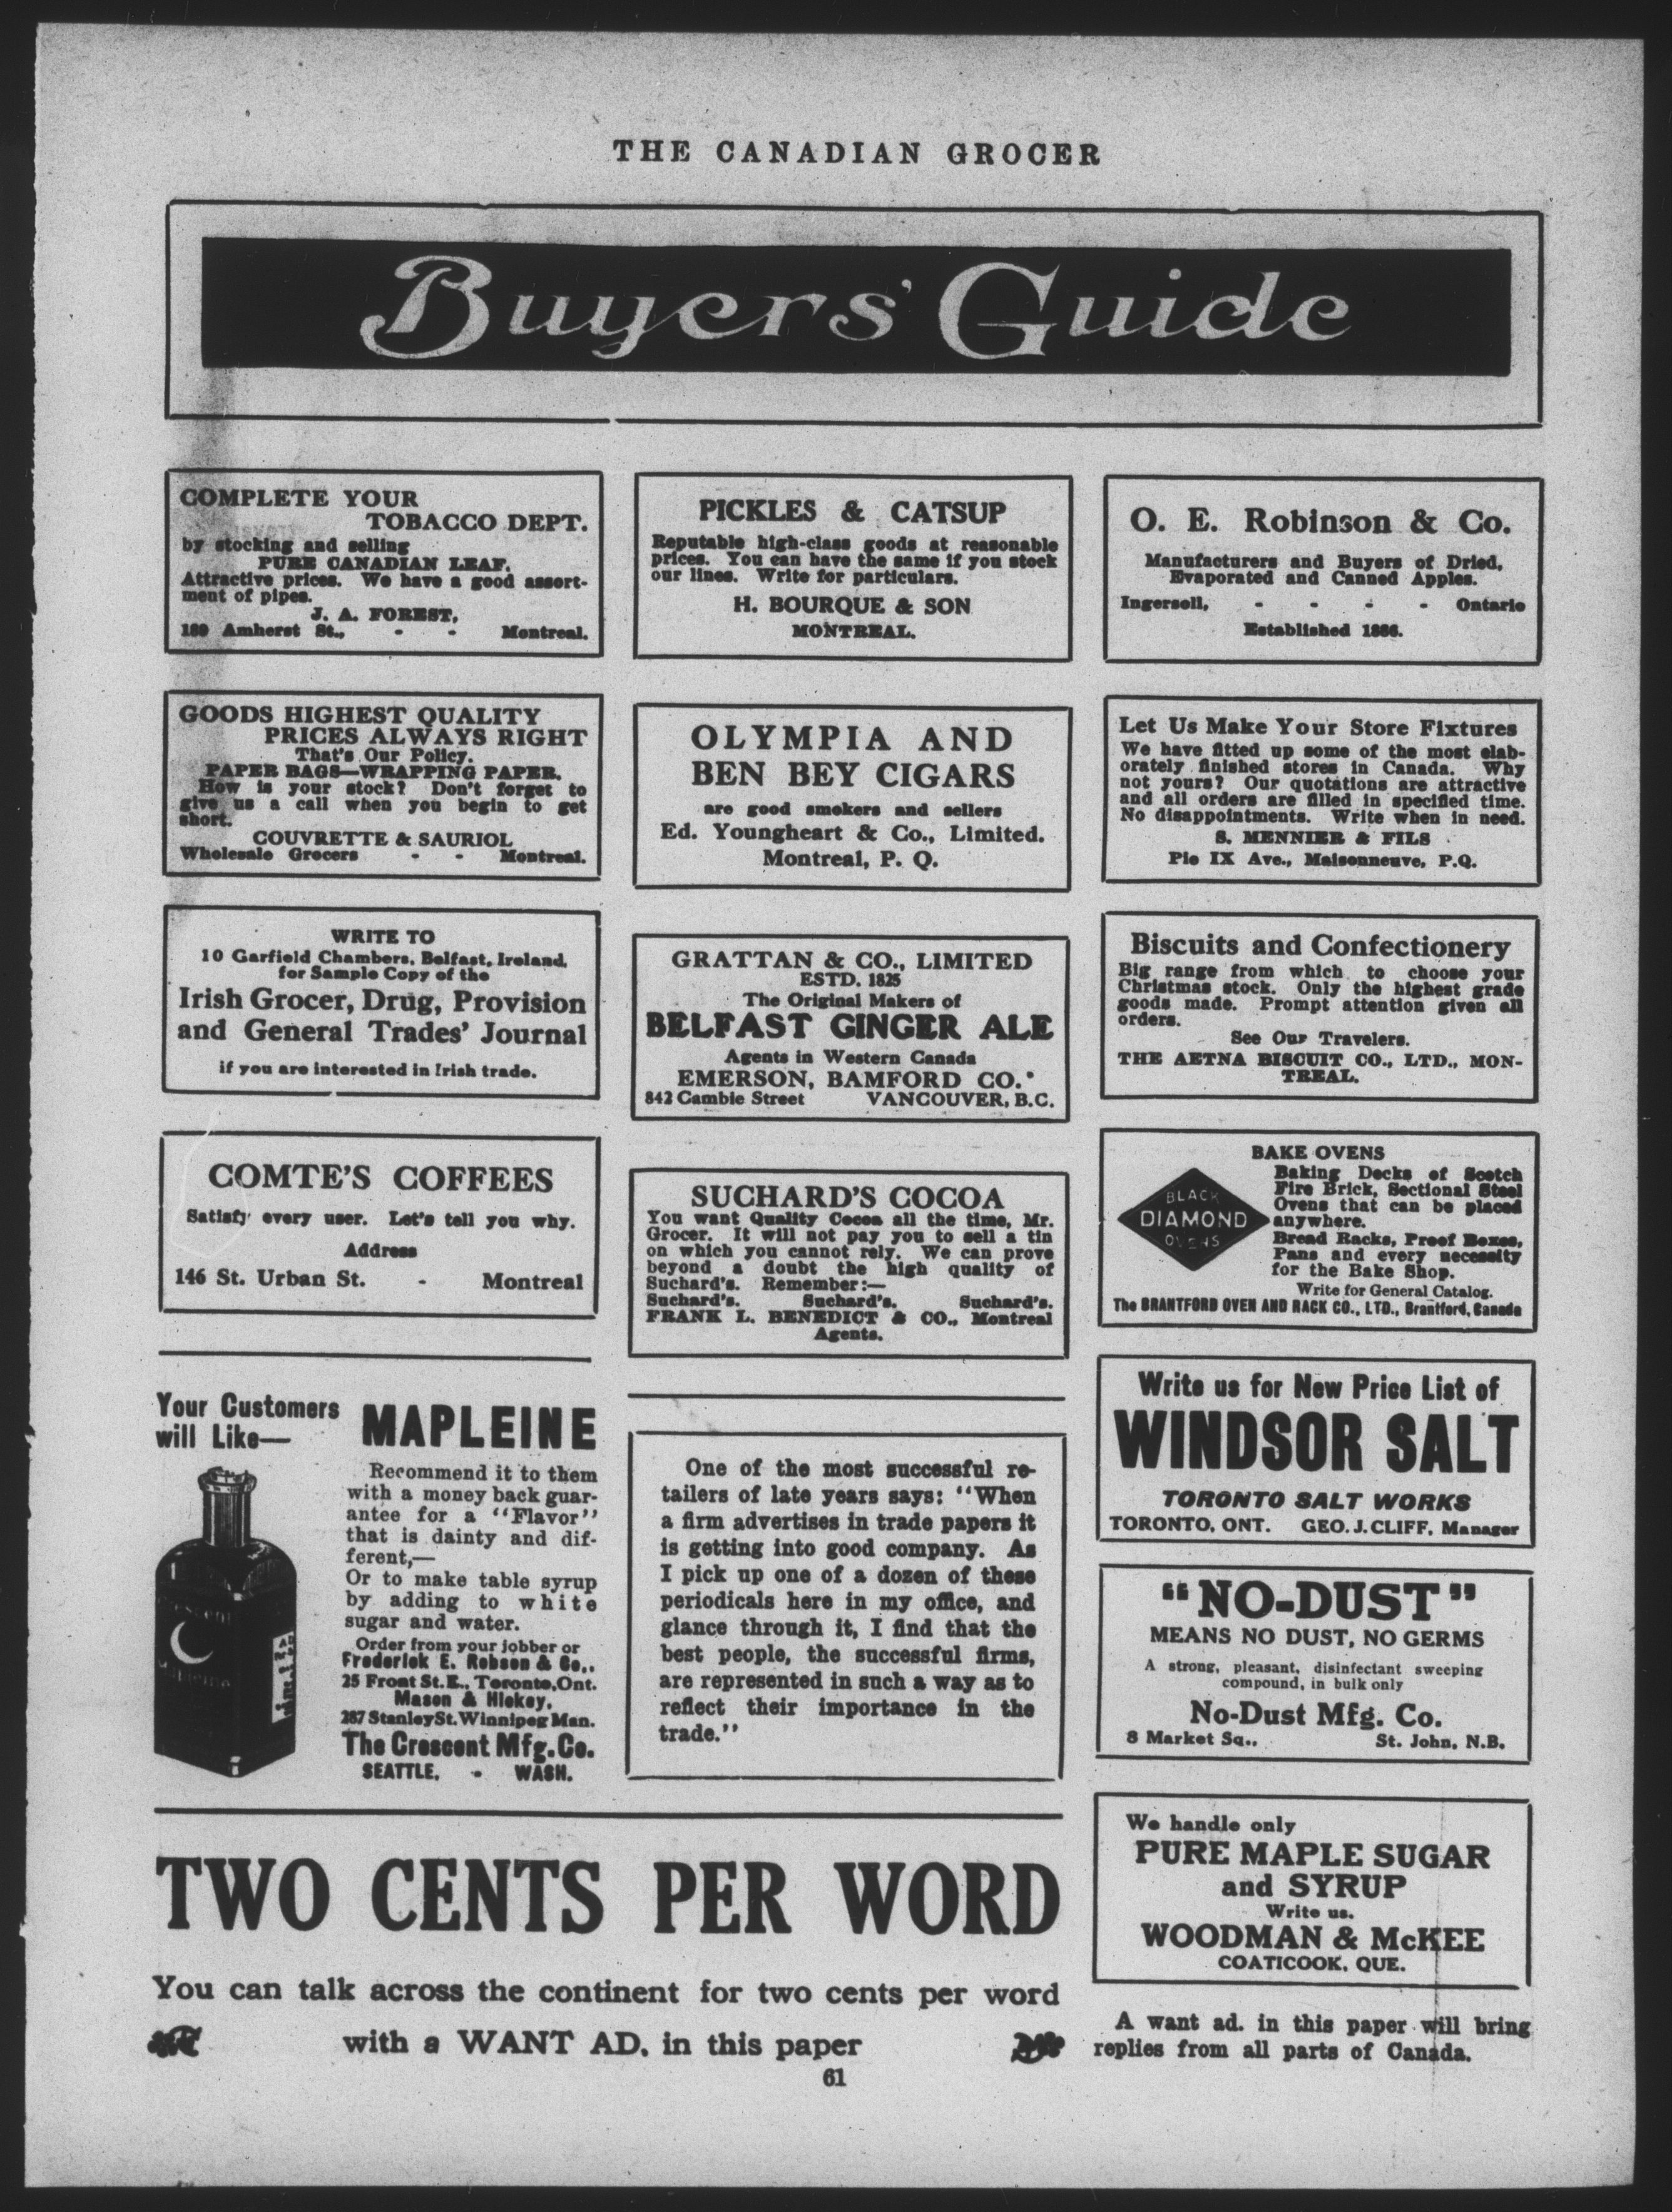 THE CANADIAN GROCER
Buyers' Guide
COMPLETE YOUR
TOBACCO DEPT.
by stocking and selling
PURE CANADIAN LEAF.
Attractive prices. We have a good assort-
ment of pipes.
J. A. FOREST,
189 Amherst St., - - Montreal.
GOODS HIGHEST QUALITY
PRICES ALWAYS RIGHT
That's Our Policy.
PAPER BAGS—WRAPPING PAPER.
How is your stock? Don't forget to
give us a call when you begin to get
short.
COUVRETTE & SAURIOL
Wholesale Grocers - - Montreal.
WRITE TO
10 Garfield Chambers, Belfast, Ireland,
for Sample Copy of the
Irish Grocer, Drug, Provision
and General Trades' Journal
if you are interested in Irish trade.
COMTE'S COFFEES
Satisfy every user. Let's tell you why.
Address
146 St. Urban St. - Montreal
Your Customers
will Like—
MAPLEINE
Recommend it to them
with a money back guar-
antee for a "Flavor"
that is dainty and dif-
ferent,—
Or to make table syrup
by adding to white
sugar and water.
Order from your jobber or
Frederick E. Robson & Co.,
25 Front St. E., Toronto, Ont.
Mason & Hickey,
287 Stanley St. Winnipeg Man.
The Crescent Mfg. Co.
SEATTLE, - WASH.
PICKLES & CATSUP
Reputable high-class goods at reasonable
prices. You can have the same if you stock
our lines. Write for particulars.
H. BOURQUE & SON
MONTREAL.
OLYMPIA AND
BEN BEY CIGARS
are good smokers and sellers
Ed. Youngheart & Co., Limited.
Montreal, P. Q.
GRATTAN & CO., LIMITED
ESTD. 1825
The Original Makers of
BELFAST GINGER ALE
Agents in Western Canada
EMERSON, BAMFORD CO.
842 Cambie Street VANCOUVER, B.C.
SUCHARD'S COCOA
You want Quality Cocoa all the time, Mr.
Grocer. It will not pay you to sell a tin
on which you cannot rely. We can prove
beyond a doubt the high quality of
Suchard's. Remember:—
Suchard's. Suchard's. Suchard's.
FRANK L. BENEDICT & CO., Montreal
Agents.
One of the most successful re-
tailers of late years says: "When
a firm advertises in trade papers it
is getting into good company. As
I pick up one of a dozen of these
periodicals here in my office, and
glance through it, I find that the
best people, the successful firms,
are represented in such a way as to
reflect their importance in the
trade."
O. E. Robinson & Co.
Manufacturers and Buyers of Dried,
Evaporated and Canned Apples.
Ingersoll, - - - - Ontario
Established 1886.
Let Us Make Your Store Fixtures
We have fitted up some of the most elab-
orately finished stores in Canada. Why
not yours? Our quotations are attractive
and all orders are filled in specified time.
No disappointments. Write when in need.
S. MENNIER & FILS
Pie IX Ave., Maisonneuve, P.Q.
Biscuits and Confectionery
Big range from which to choose your
Christmas stock. Only the highest grade
goods made. Prompt attention given all
orders.
See Our Travelers.
THE AETNA BISCUIT CO., LTD., MON-
TREAL.
BAKE OVENS
BLACK
DIAMOND
OVENS
Baking Decks of Scotch
Fire Brick, Sectional Steel
Ovens that can be placed
anywhere.
Bread Racks, Proof Boxes,
Pans and every necessity
for the Bake Shop.
Write for General Catalog.
The BRANTFORD OVEN AND RACK CO., LTD., Brantford, Canada
Write us for New Price List of
WINDSOR SALT
TORONTO SALT WORKS
TORONTO, ONT. GEO. J. CLIFF, Manager
"NO-DUST"
MEANS NO DUST, NO GERMS
A strong, pleasant, disinfectant sweeping
compound, in bulk only
No-Dust Mfg. Co.
8 Market Sq., St. John, N.B.
We handle only
PURE MAPLE SUGAR
and SYRUP
Write us.
WOODMAN & McKEE
COATICOOK, QUE.
TWO CENTS PER WORD
You can talk across the continent for two cents per word
with a WANT AD. in this paper
A want ad. in this paper will bring
replies from all parts of Canada.
61